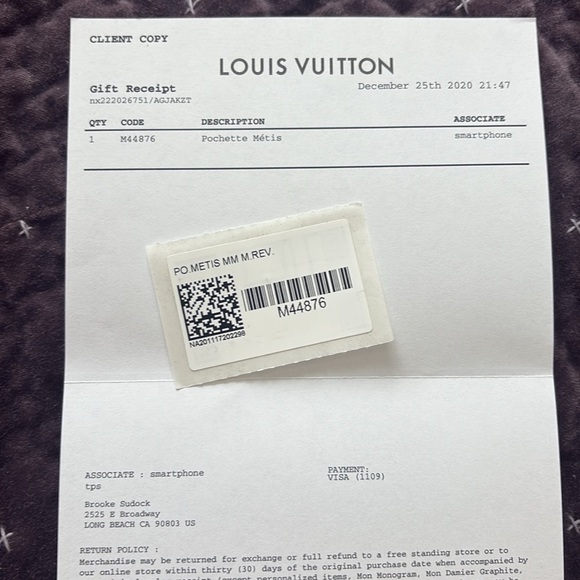 CLIENT COPY
LOUIS VUITTON
Gift Receipt
December 25th 2020 21:47
nx222026751/AGJAKZT
QTY CODE DESCRIPTION ASSOCIATE
1 M44876 Pochette Métis smartphone
PO.METIS MM M.REV.
M44876
NA201117202298
ASSOCIATE : smartphone
tps
PAYMENT:
VISA (1109)
Brooke Sudock
2525 E Broadway
LONG BEACH CA 90803 US
RETURN POLICY :
Merchandise may be returned for exchange or full refund to a free standing store or to
our online store within thirty (30) days of the original purchase date when accompanied by
(except personalized items, Mon Monogram, Mon Damier Graphite,